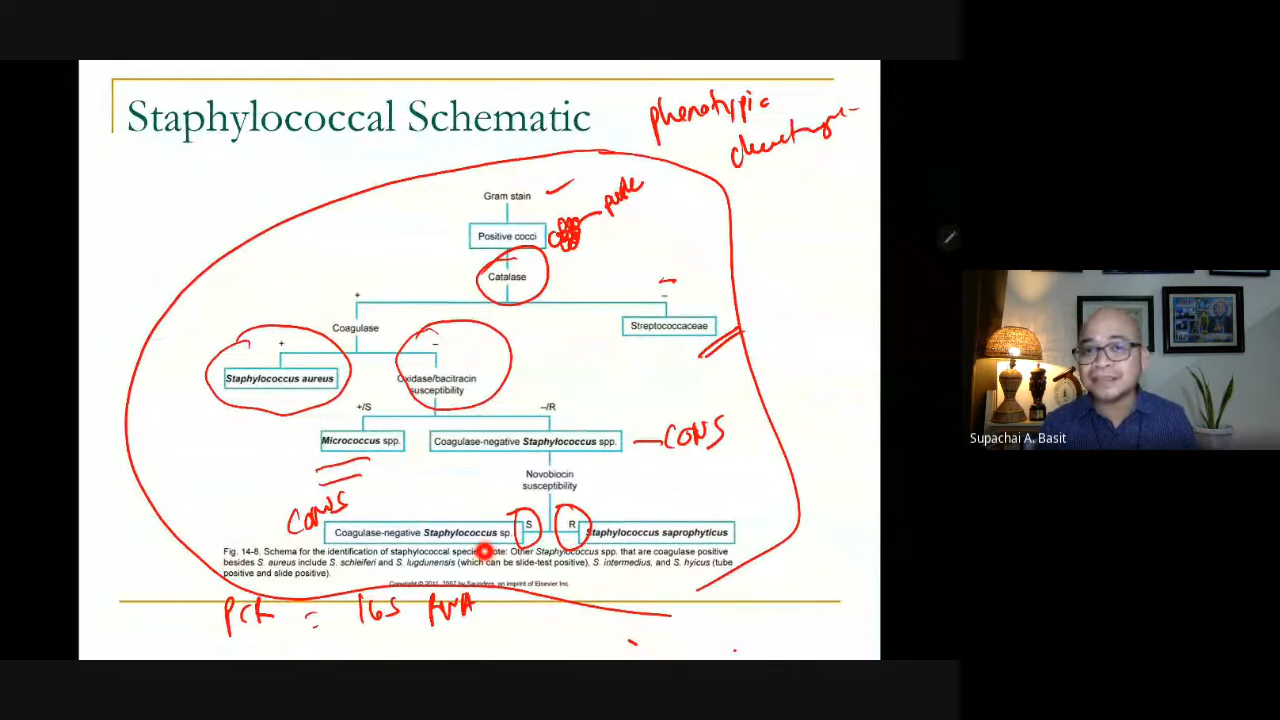 Staphylococcal Schematic
phenotypic
Gram stain
purple
Positive cocci
+
Catalase
+
–
–
Coagulase
Streptococcaceae
+
–
Staphylococcus aureus
Oxidase/bacitracin
susceptibility
+/S
–/R
Micrococcus spp.
Coagulase-negative Staphylococcus spp.
CONS
Novobiocin
susceptibility
CONS
Coagulase-negative Staphylococcus sp.
S
R
Staphylococcus saprophyticus
Fig. 14-8. Schema for the identification of staphylococcal species. Note: Other Staphylococcus spp. that are coagulase positive
besides S. aureus include S. schleiferi and S. lugdunensis (which can be slide-test positive), S. intermedius, and S. hyicus (tube
positive and slide positive).
Copyright © 2011, 2007 by Saunders, an imprint of Elsevier Inc.
PCR = 16S RNA
Supachai A. Basit